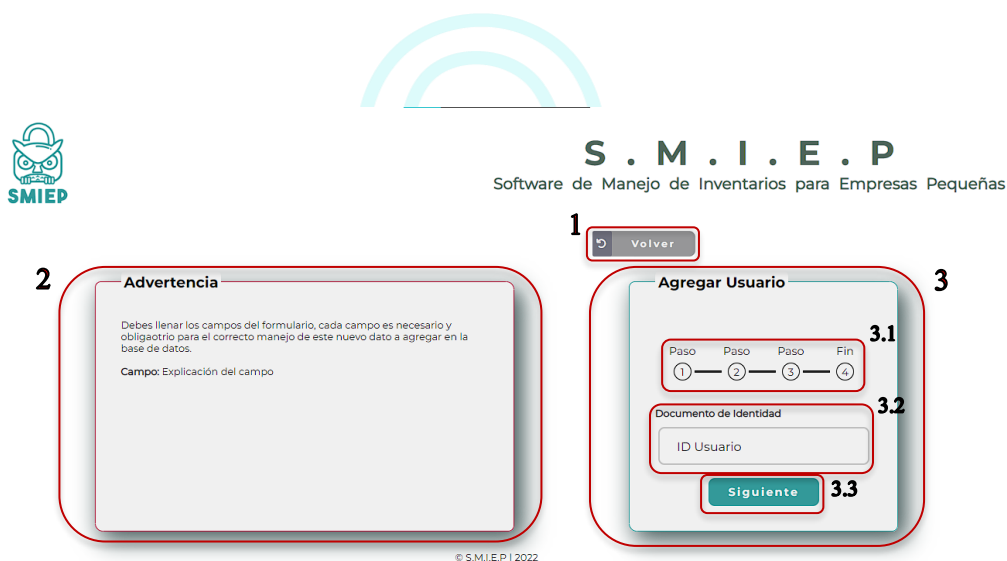 SMIEP
S . M . I . E . P
Software de Manejo de Inventarios para Empresas Pequeñas
1
Volver
2
Advertencia
Debes llenar los campos del formulario, cada campo es necesario y
obligaotrio para el correcto manejo de este nuevo dato a agregar en la
base de datos.
Campo: Explicación del campo
3
Agregar Usuario
3.1
Paso Paso Paso Fin
1 2 3 4
3.2
Documento de Identidad
ID Usuario
Siguiente
3.3
© S.M.I.E.P | 2022